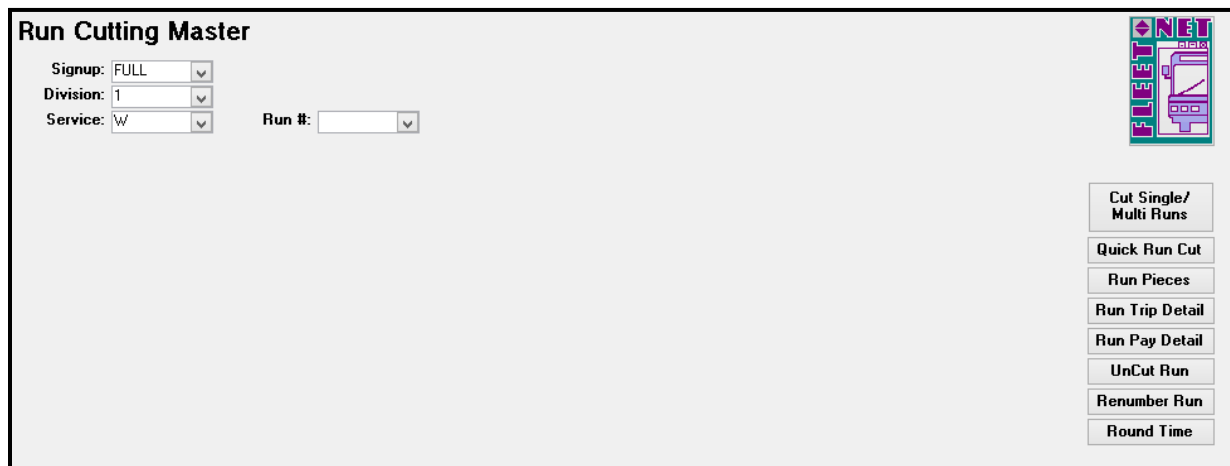 Run Cutting Master
Signup: FULL
Division: 1
Service: W Run #:
FLEET NET
Cut Single/
Multi Runs
Quick Run Cut
Run Pieces
Run Trip Detail
Run Pay Detail
UnCut Run
Renumber Run
Round Time